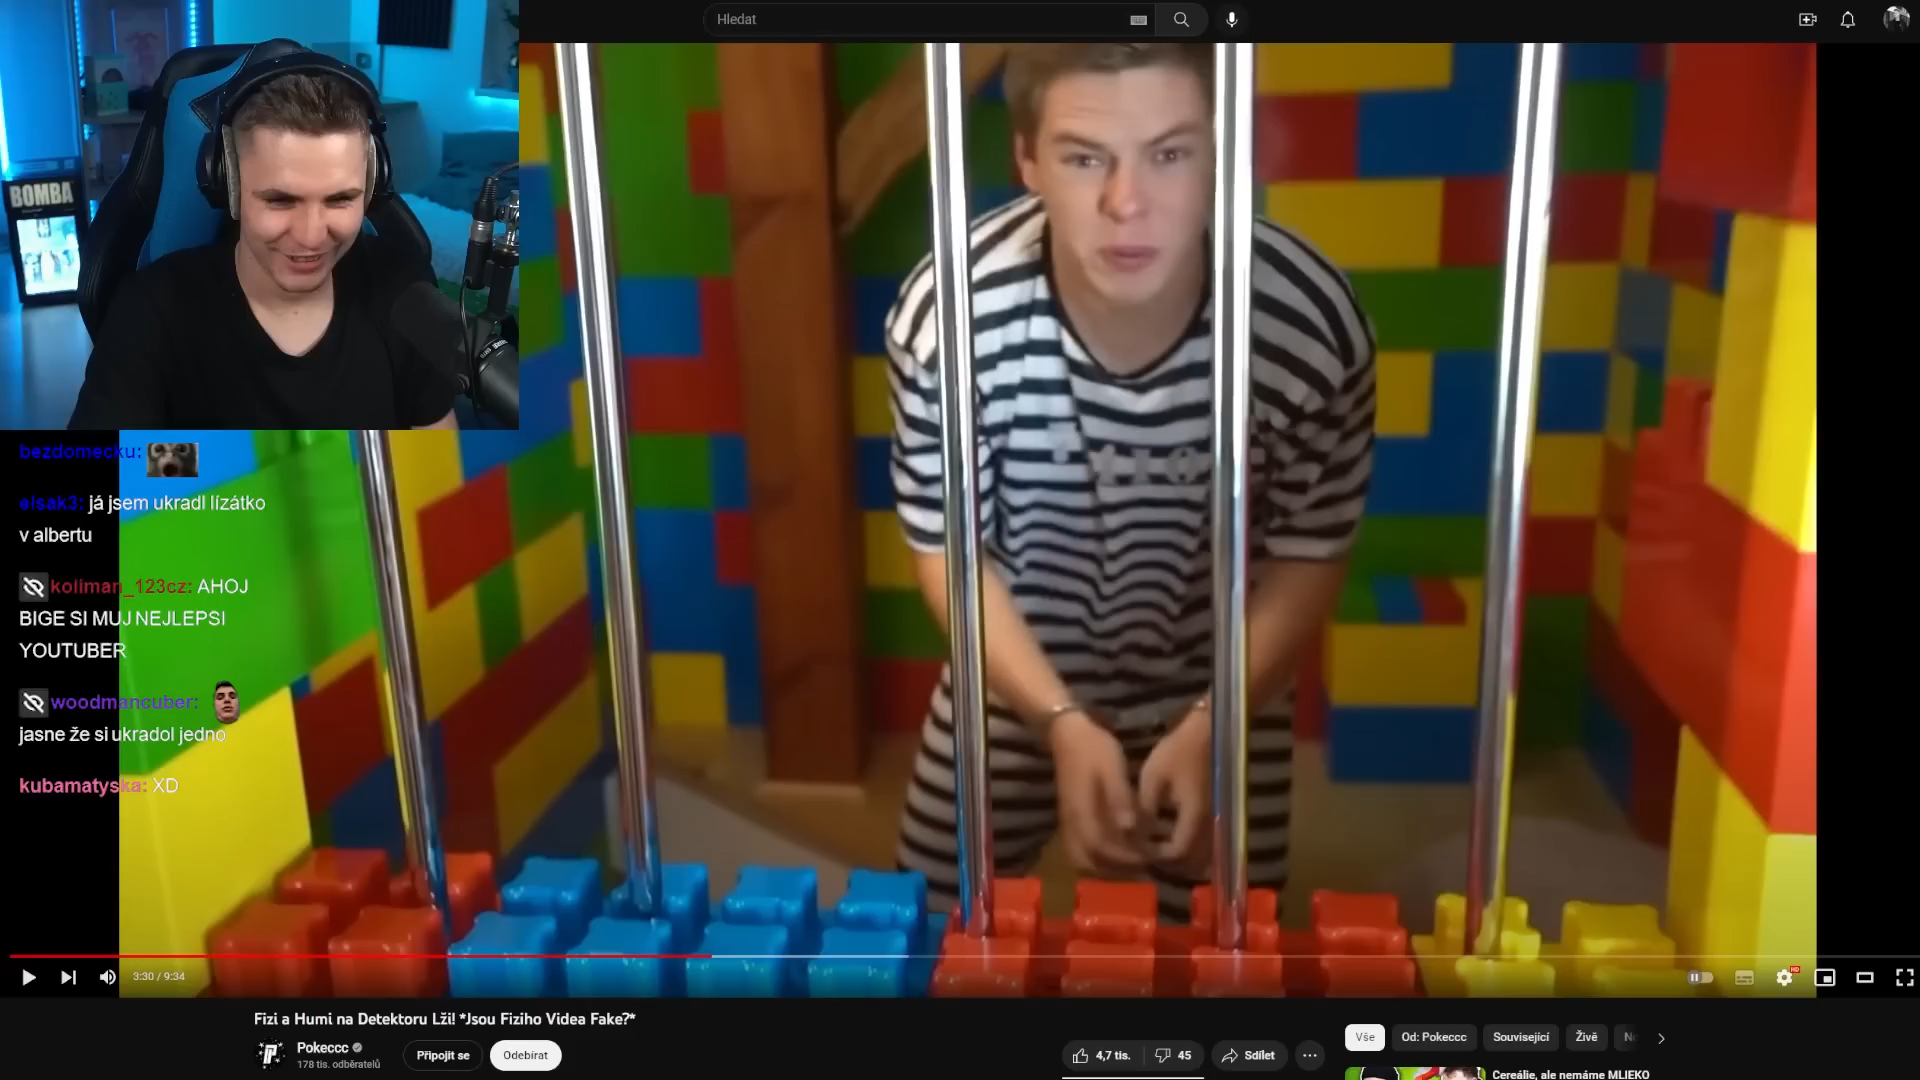 Hledat
BOMBA
bezdomecku:
elsak3: já jsem ukradl lízátko
v albertu
koliman_123cz: AHOJ
BIGE SI MUJ NEJLEPSI
YOUTUBER
woodmancuber:
jasne že si ukradol jedno
kubamatyska: XD
3:30 / 9:34
HD
Fizi a Humi na Detektoru Lži! *Jsou Fiziho Videa Fake?*
Pokeccc
178 tis. odběratelů
Připojit se
Odebírat
4,7 tis.
45
Sdílet
Vše
Od: Pokeccc
Související
Živě
Cereálie, ale nemáme MLIEKO